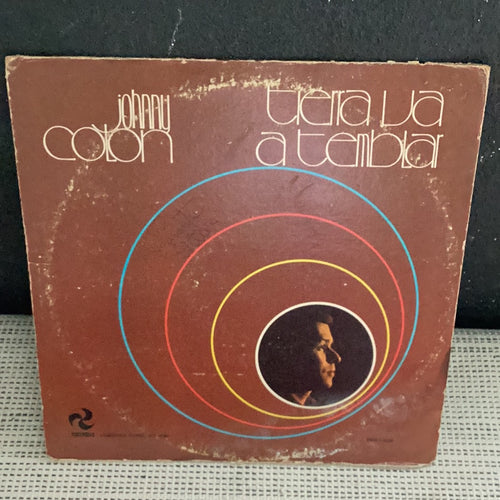 johnny
colón
tierra va
a temblar